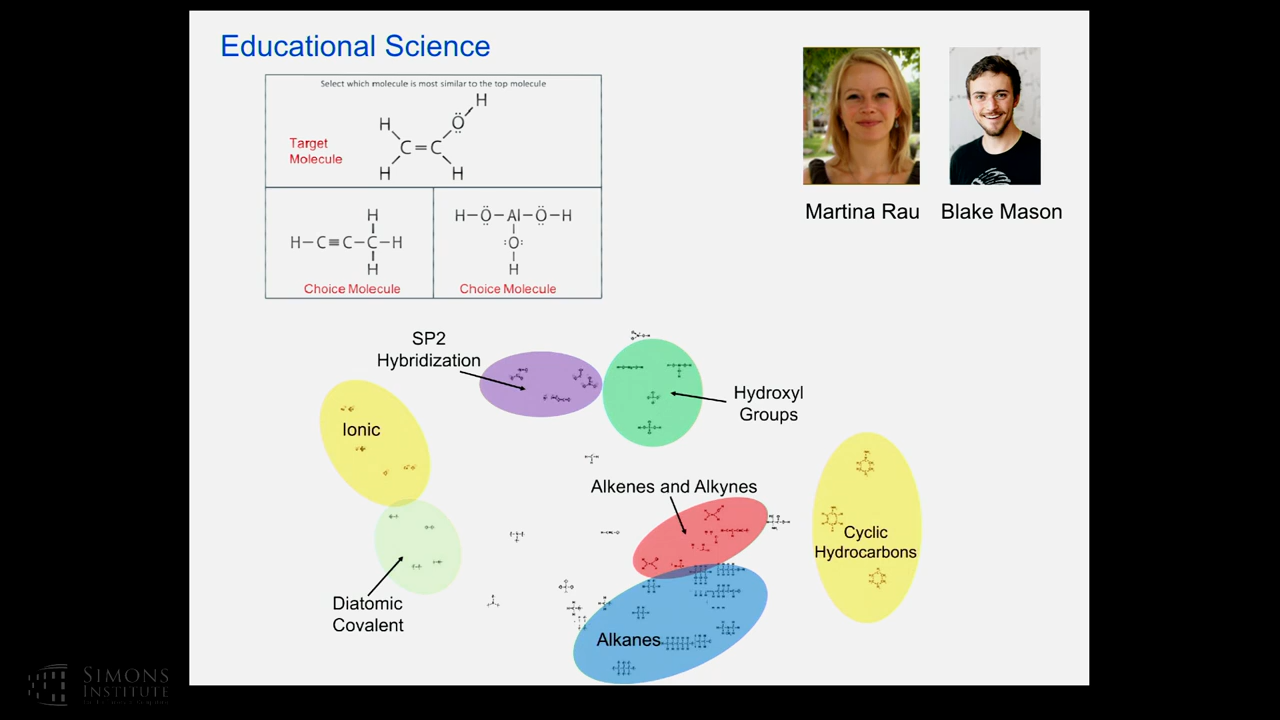 Educational Science
Select which molecule is most similar to the top molecule
H
H
Ö
Target
Molecule
C=C
H
H
H
H-C≡C-C-H
H
Choice Molecule
H-Ö-Al-Ö-H
:O:
H
Choice Molecule
Martina Rau
Blake Mason
SP2
Hybridization
Hydroxyl
Groups
Ionic
Alkenes and Alkynes
Cyclic
Hydrocarbons
Diatomic
Covalent
Alkanes
SIMONS
INSTITUTE